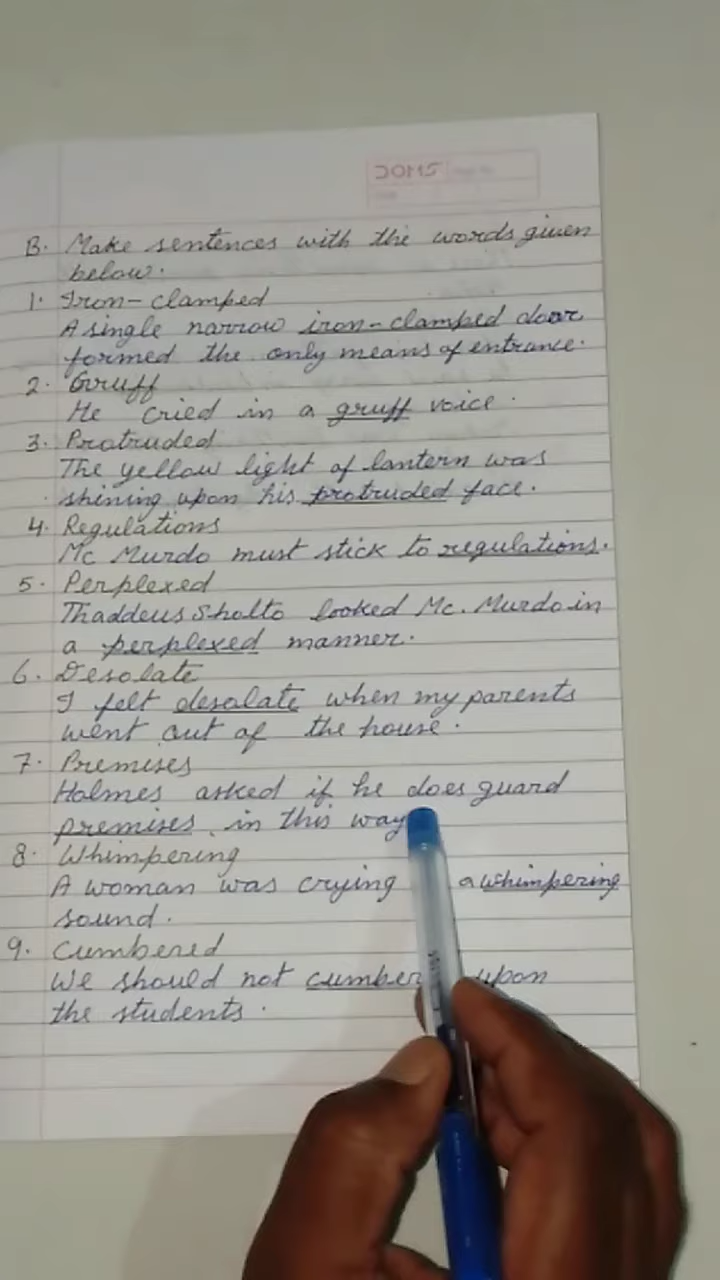 DOMS
B. Make sentences with the words given
below.
1. Iron-clamped
A single narrow iron-clamped door
formed the only means of entrance.
2. Gruff
He cried in a gruff voice.
3. Protruded
The yellow light of lantern was
shining upon his protruded face.
4. Regulations
Mc Murdo must stick to regulations.
5. Perplexed
Thaddeus Sholto looked Mc. Murdo in
a perplexed manner.
6. Desolate
I felt desolate when my parents
went out of the house.
7. Premises
Holmes asked if he does guard
premises in this way
8. Whimpering
A woman was crying a whimpering
sound.
9. Cumbered
We should not cumber upon
the students.